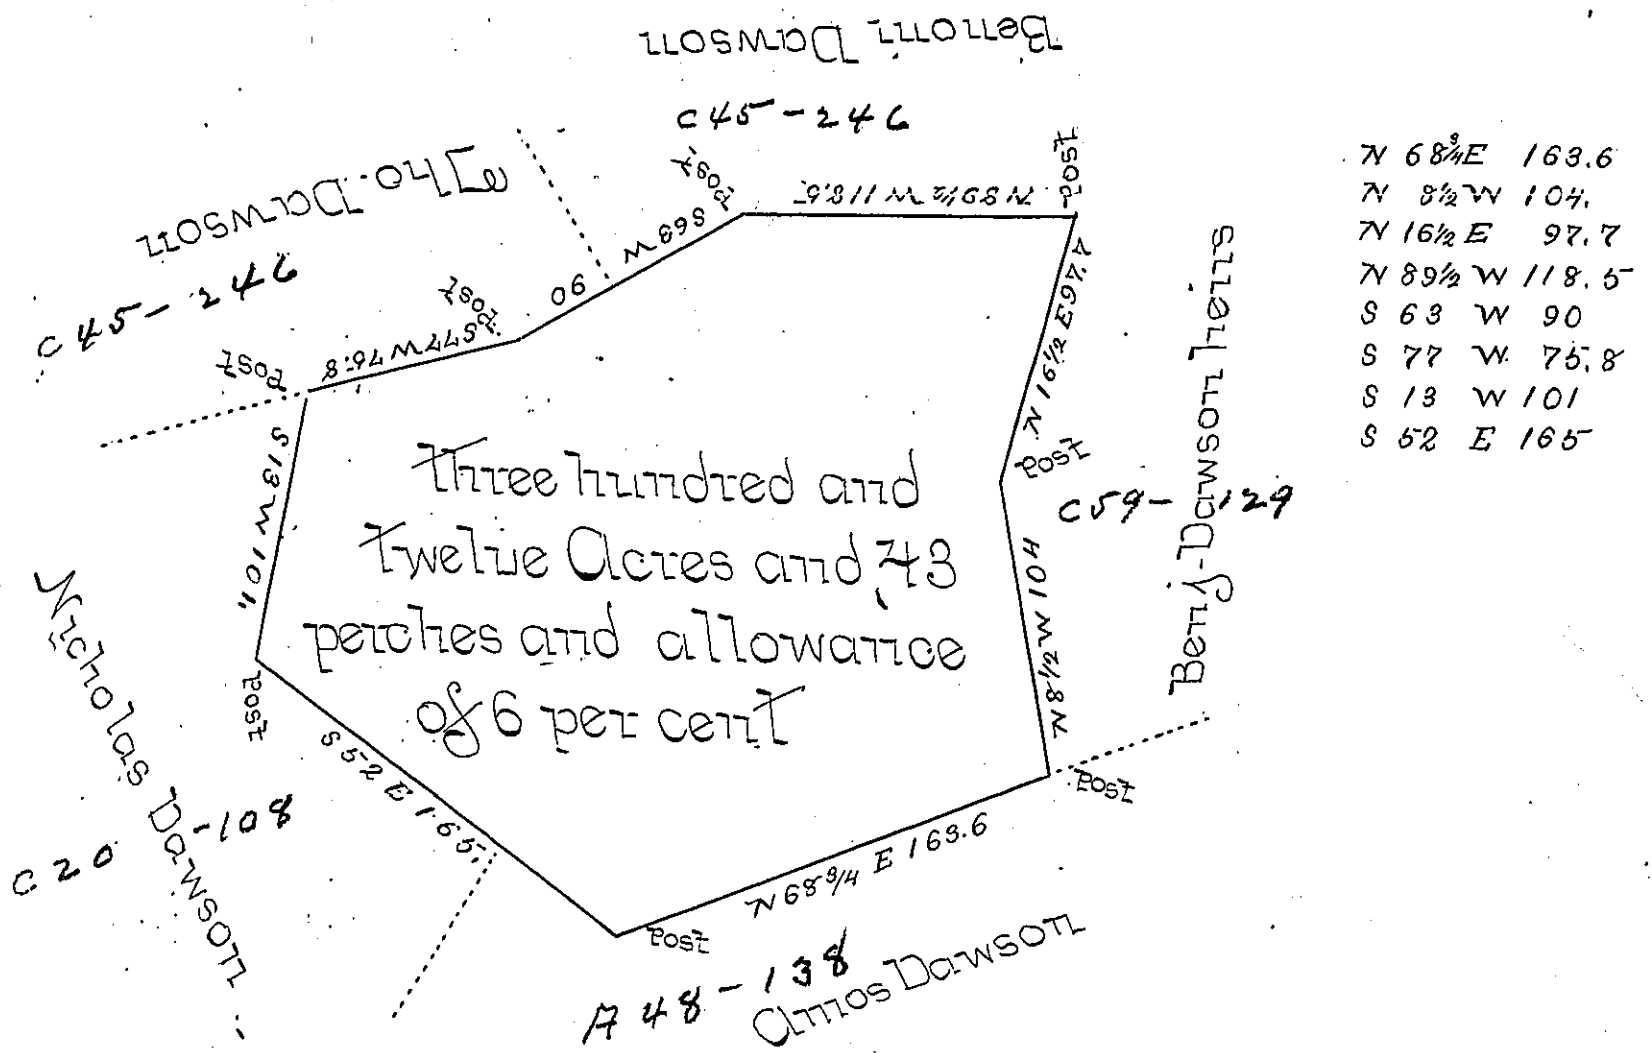 Benoni Dawson
C45-246
Tho. Dawson
C45-246
Post
N 89½ W 118.5
Post
S63 W
90
Post
S77 W 75.8
Post
S 13 W 101.
Post
N 16½ E 97.7
Post
N 8½ W 104
Post
Benj. Dawson heirs
C59-129
Three hundred and
Twelve Acres and 43
perches and allowance
of 6 per cent
S 52 E 165.
Nicholas Dawson
C20-108
N 68¾ E 163.6
Post
A48-138
Amos Dawson
N 68¾ E 163.6
N 8½ W 104.
N 16½ E 97.7
N 89½ W 118.5
S 63 W 90
S 77 W. 75.8
S 13 W 101
S 52 E 165